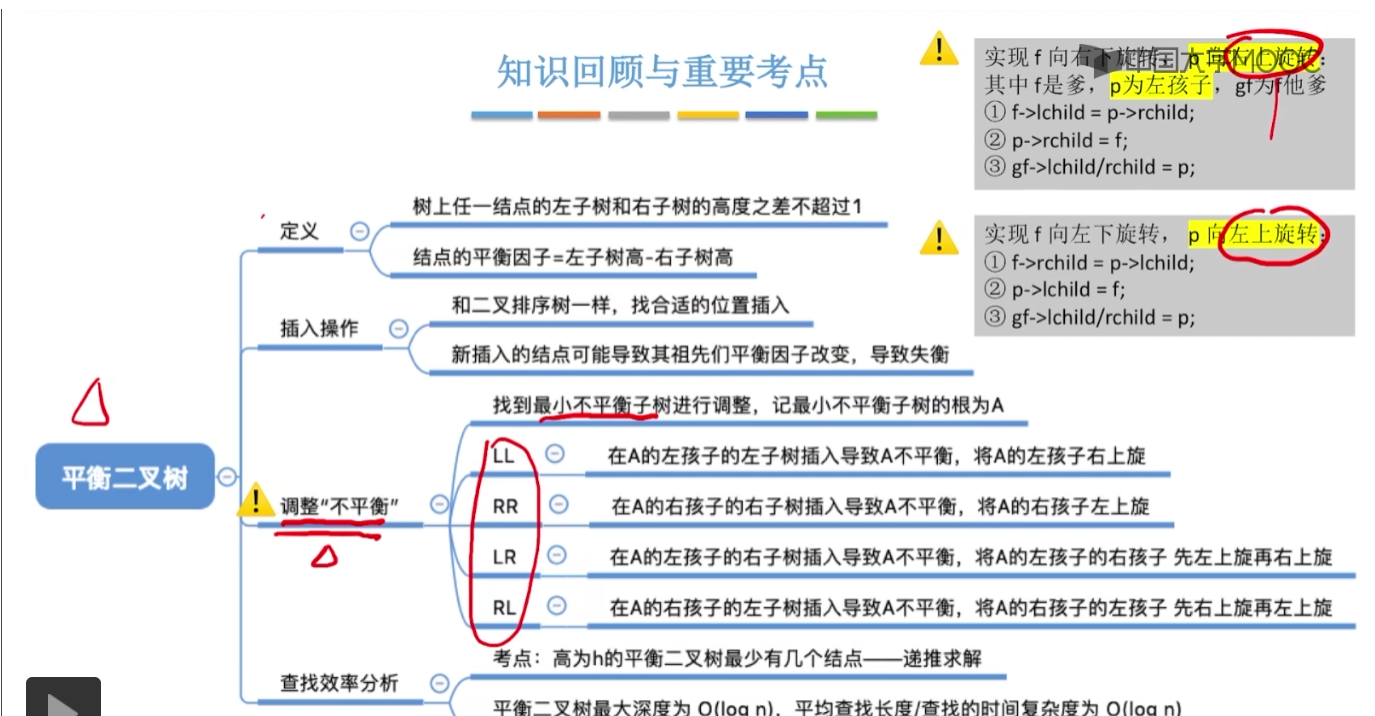 知识回顾与重要考点
实现 f 向右下旋转， p 向右上旋转：
中国大学MOOC
其中 f是爹，p为左孩子，gf为f他爹
① f->lchild = p->rchild;
② p->rchild = f;
③ gf->lchild/rchild = p;
实现 f 向左下旋转， p 向左上旋转：
① f->rchild = p->lchild;
② p->lchild = f;
③ gf->lchild/rchild = p;
平衡二叉树
定义
树上任一结点的左子树和右子树的高度之差不超过1
结点的平衡因子=左子树高-右子树高
插入操作
和二叉排序树一样，找合适的位置插入
新插入的结点可能导致其祖先们平衡因子改变，导致失衡
调整“不平衡”
找到最小不平衡子树进行调整，记最小不平衡子树的根为A
LL 在A的左孩子的左子树插入导致A不平衡，将A的左孩子右上旋
RR 在A的右孩子的右子树插入导致A不平衡，将A的右孩子左上旋
LR 在A的左孩子的右子树插入导致A不平衡，将A的左孩子的右孩子 先左上旋再右上旋
RL 在A的右孩子的左子树插入导致A不平衡，将A的右孩子的左孩子 先右上旋再左上旋
查找效率分析
考点：高为h的平衡二叉树最少有几个结点——递推求解
平衡二叉树最大深度为 O(log n)，平均查找长度/查找的时间复杂度为 O(log n)